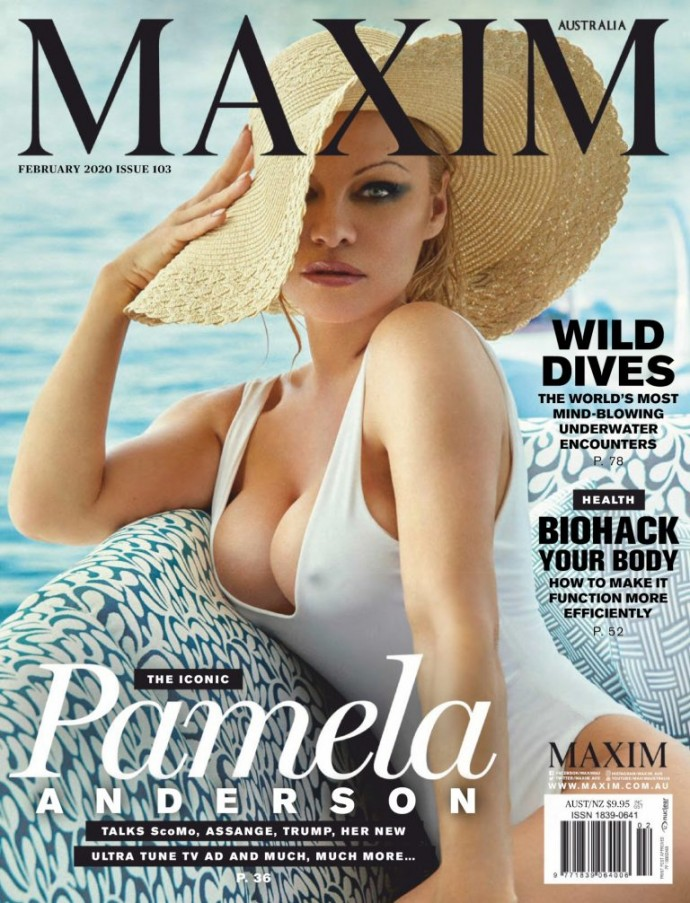 MAXIM
AUSTRALIA
FEBRUARY 2020 ISSUE 103
WILD
DIVES
THE WORLD'S MOST
MIND-BLOWING
UNDERWATER
ENCOUNTERS
P. 78
HEALTH
BIOHACK
YOUR BODY
HOW TO MAKE IT
FUNCTION MORE
EFFICIENTLY
P. 52
THE ICONIC
Pamela
ANDERSON
TALKS ScoMo, ASSANGE, TRUMP, HER NEW
ULTRA TUNE TV AD AND MUCH, MUCH MORE...
P. 36
MAXIM
WWW.MAXIM.COM.AU
AUST/NZ $9.95
ISSN 1839-0641
02
9 771839 064006